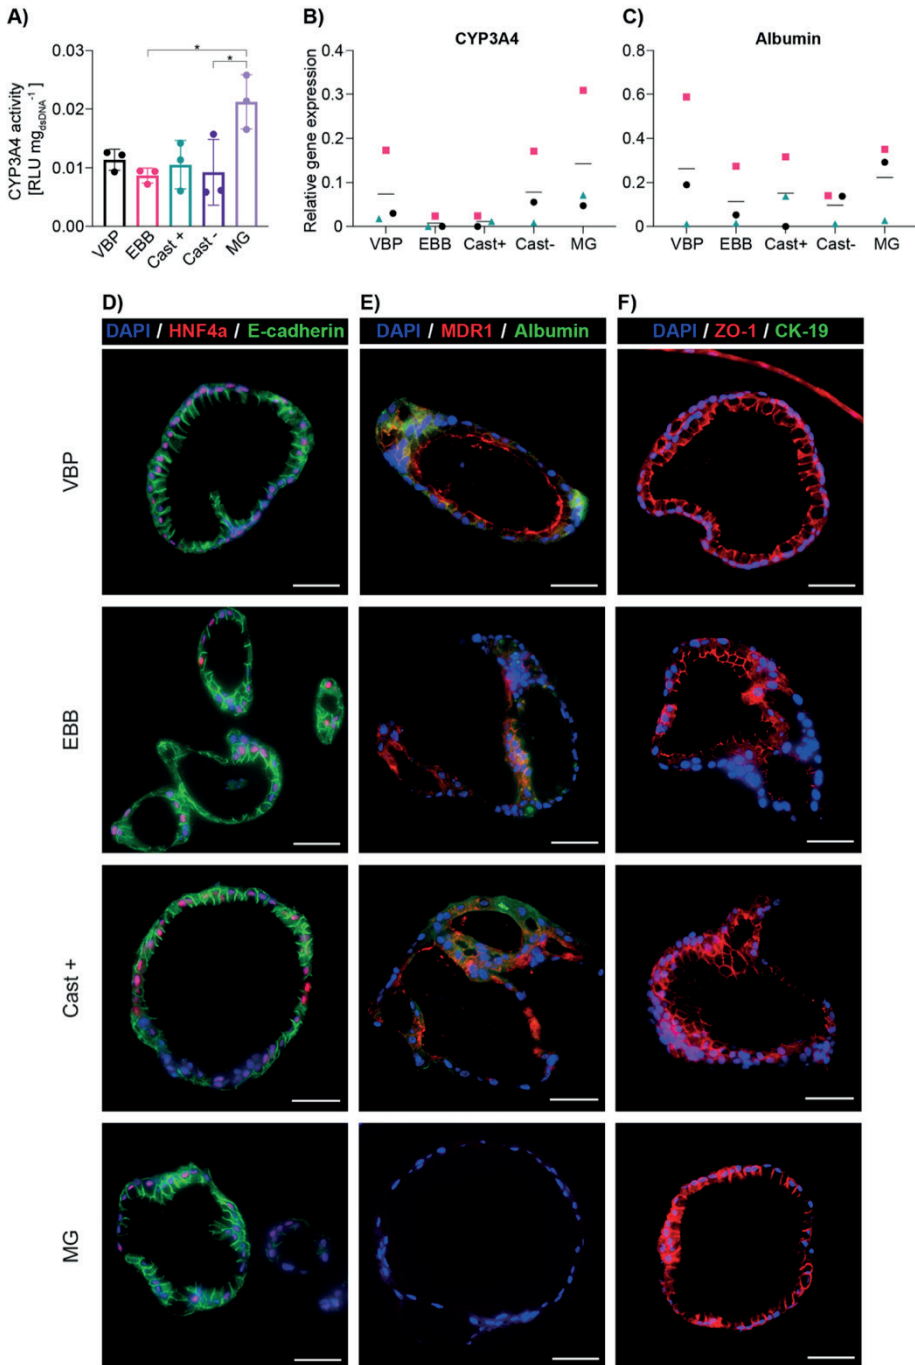 A)
B)
C)
CYP3A4
Albumin
CYP3A4 activity
[RLU mg dsDNA -1 ]
0.03
0.02
0.01
0.00
*
*
VBP
EBB
Cast +
Cast -
MG
Relative gene expression
0.4
0.3
0.2
0.1
0
VBP EBB Cast+ Cast- MG
0.8
0.6
0.4
0.2
0
VBP EBB Cast+ Cast- MG
D)
E)
F)
DAPI / HNF4a / E-cadherin
DAPI / MDR1 / Albumin
DAPI / ZO-1 / CK-19
VBP
EBB
Cast +
MG